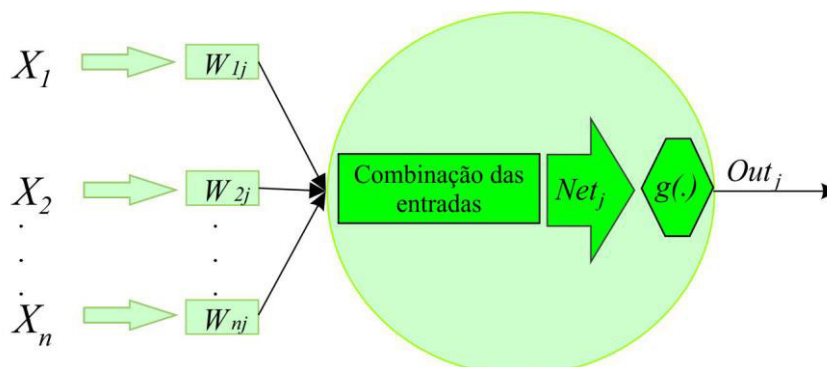 X1
W1j
Combinação das
entradas
Netj
g(.)
Outj
X2
W2j
.
.
.
.
.
.
Xn
Wnj